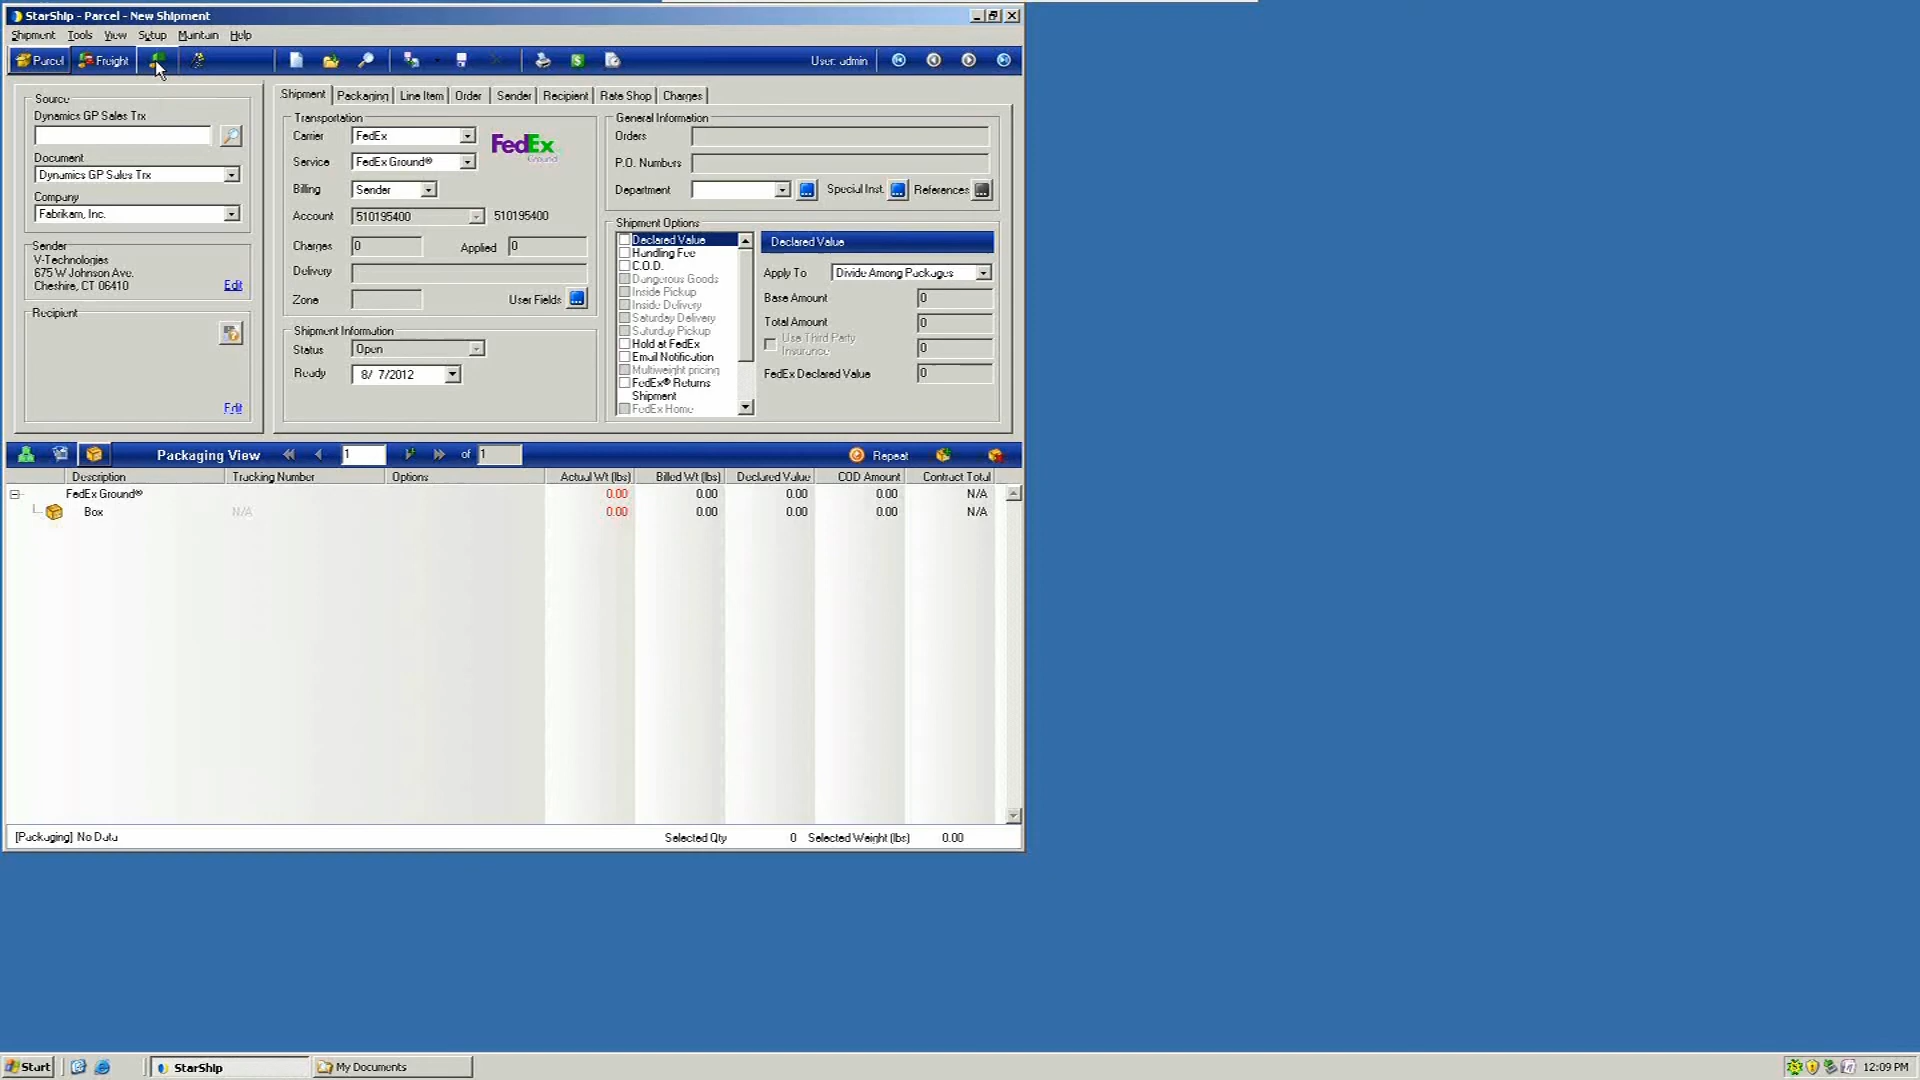 StarShip - Parcel - New Shipment
Shipment Tools View Setup Maintain Help
Parcel Freight User: admin
Source
Dynamics GP Sales Trx
Document
Dynamics GP Sales Trx
Company
Fabrikam, Inc.
Sender
V-Technologies
675 W Johnson Ave.
Cheshire, CT 06410 Edit
Recipient
Edit
Shipment Packaging Line Item Order Sender Recipient Rate Shop Charges
Transportation
Carrier FedEx
FedEx
Ground
Service FedEx Ground®
Billing Sender
Account 510195400 510195400
Charges 0 Applied 0
Delivery
Zone User Fields
Shipment Information
Status Open
Ready 8/ 7/2012
General Information
Orders
P.O. Numbers
Department Special Inst. References
Shipment Options
Declared Value
Handling Fee
C.O.D.
Dangerous Goods
Inside Pickup
Inside Delivery
Saturday Delivery
Saturday Pickup
Hold at FedEx
Email Notification
Multiweight pricing
FedEx® Returns
Shipment
FedEx Home
Declared Value
Apply To Divide Among Packages
Base Amount 0
Total Amount 0
Use Third Party
Insurance 0
FedEx Declared Value 0
Packaging View 1 of 1 Repeat
Description Tracking Number Options Actual Wt (lbs) Billed Wt (lbs) Declared Value COD Amount Contract Total
FedEx Ground® 0.00 0.00 0.00 0.00 N/A
Box N/A 0.00 0.00 0.00 0.00 N/A
[Packaging] No Data Selected Qty 0 Selected Weight (lbs) 0.00
Start StarShip My Documents 12:09 PM